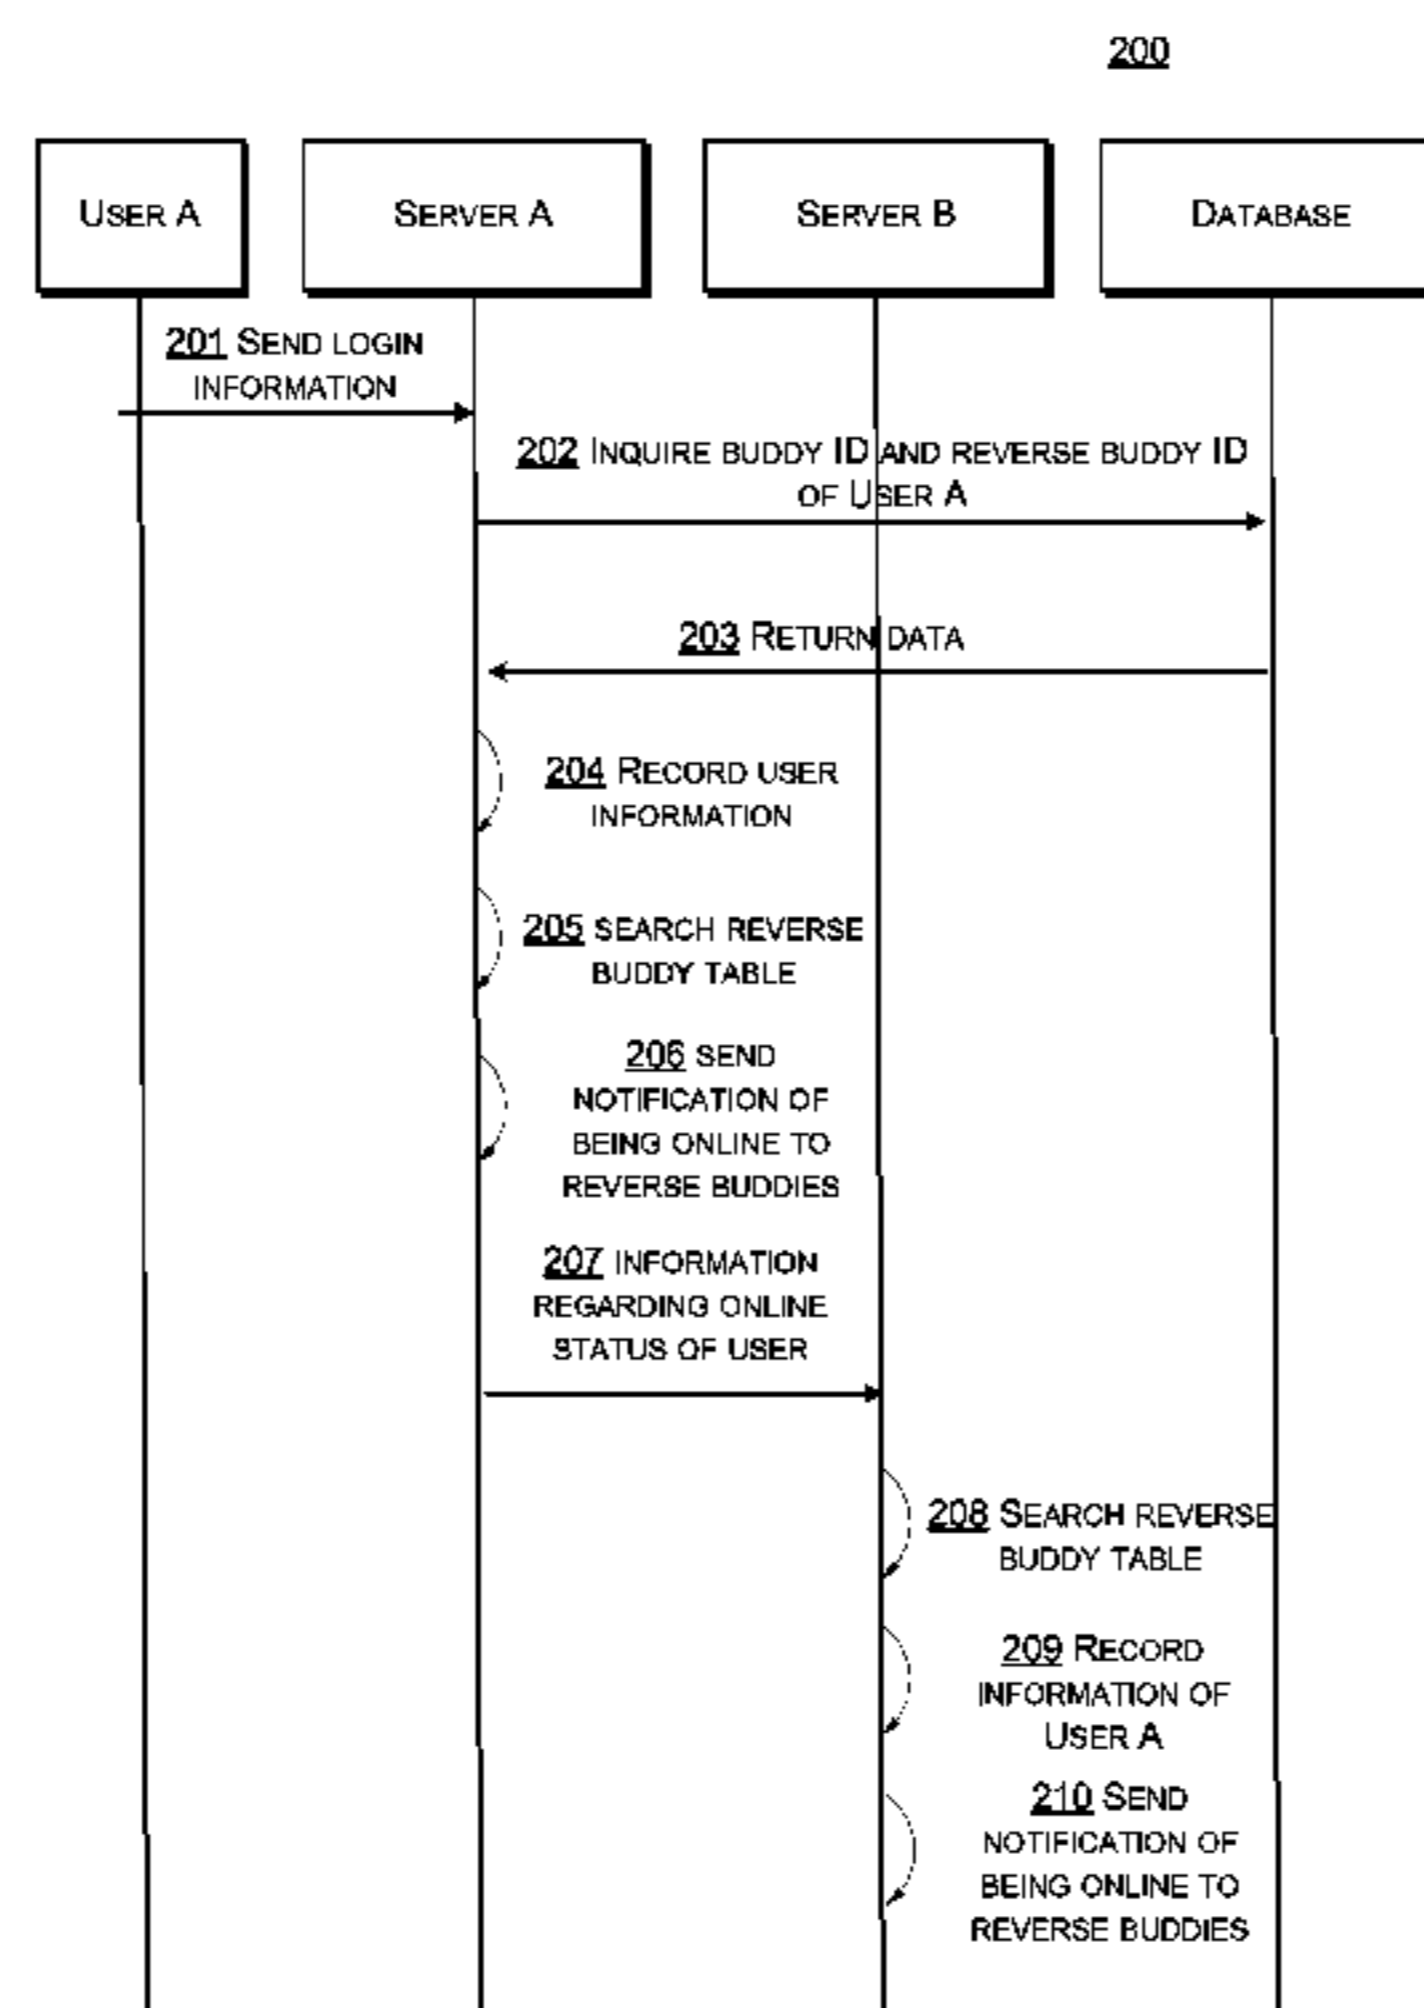 200
USER A
SERVER A
SERVER B
DATABASE
201 SEND LOGIN
INFORMATION
202 INQUIRE BUDDY ID AND REVERSE BUDDY ID
OF USER A
203 RETURN DATA
204 RECORD USER
INFORMATION
205 SEARCH REVERSE
BUDDY TABLE
206 SEND
NOTIFICATION OF
BEING ONLINE TO
REVERSE BUDDIES
207 INFORMATION
REGARDING ONLINE
STATUS OF USER
208 SEARCH REVERSE
BUDDY TABLE
209 RECORD
INFORMATION OF
USER A
210 SEND
NOTIFICATION OF
BEING ONLINE TO
REVERSE BUDDIES